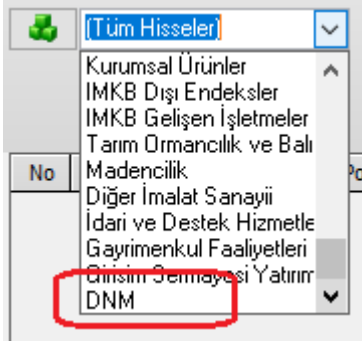 (Tüm Hisseler)
Kurumsal Ürünler
IMKB Dışı Endeksler
IMKB Gelişen İşletmeler
Tarım Ormancılık ve Balı
No
Madencilik
Diğer İmalat Sanayii
İdari ve Destek Hizmetle
Gayrimenkul Faaliyetleri
Girisim Sermayesi Yatırım
DNM